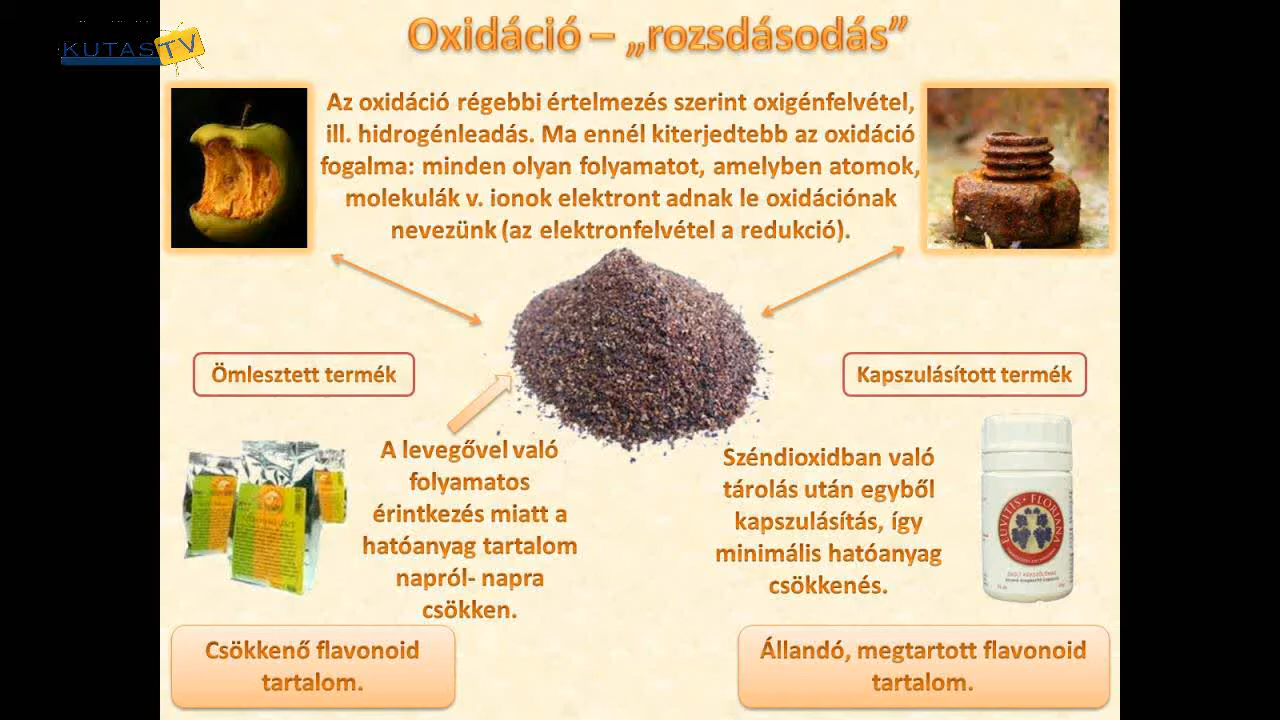 KUTAS TV
Oxidáció – „rozsdásodás”
Az oxidáció régebbi értelmezés szerint oxigénfelvétel,
ill. hidrogénleadás. Ma ennél kiterjedtebb az oxidáció
fogalma: minden olyan folyamatot, amelyben atomok,
molekulák v. ionok elektront adnak le oxidációnak
nevezünk (az elektronfelvétel a redukció).
Ömlesztett termék
Kapszulásított termék
A levegővel való
folyamatos
érintkezés miatt a
hatóanyag tartalom
napról- napra
csökken.
Széndioxidban való
tárolás után egyből
kapszulásítás, így
minimális hatóanyag
csökkenés.
EUVITIS • FLORIANA
Csökkenő flavonoid
tartalom.
Állandó, megtartott flavonoid
tartalom.